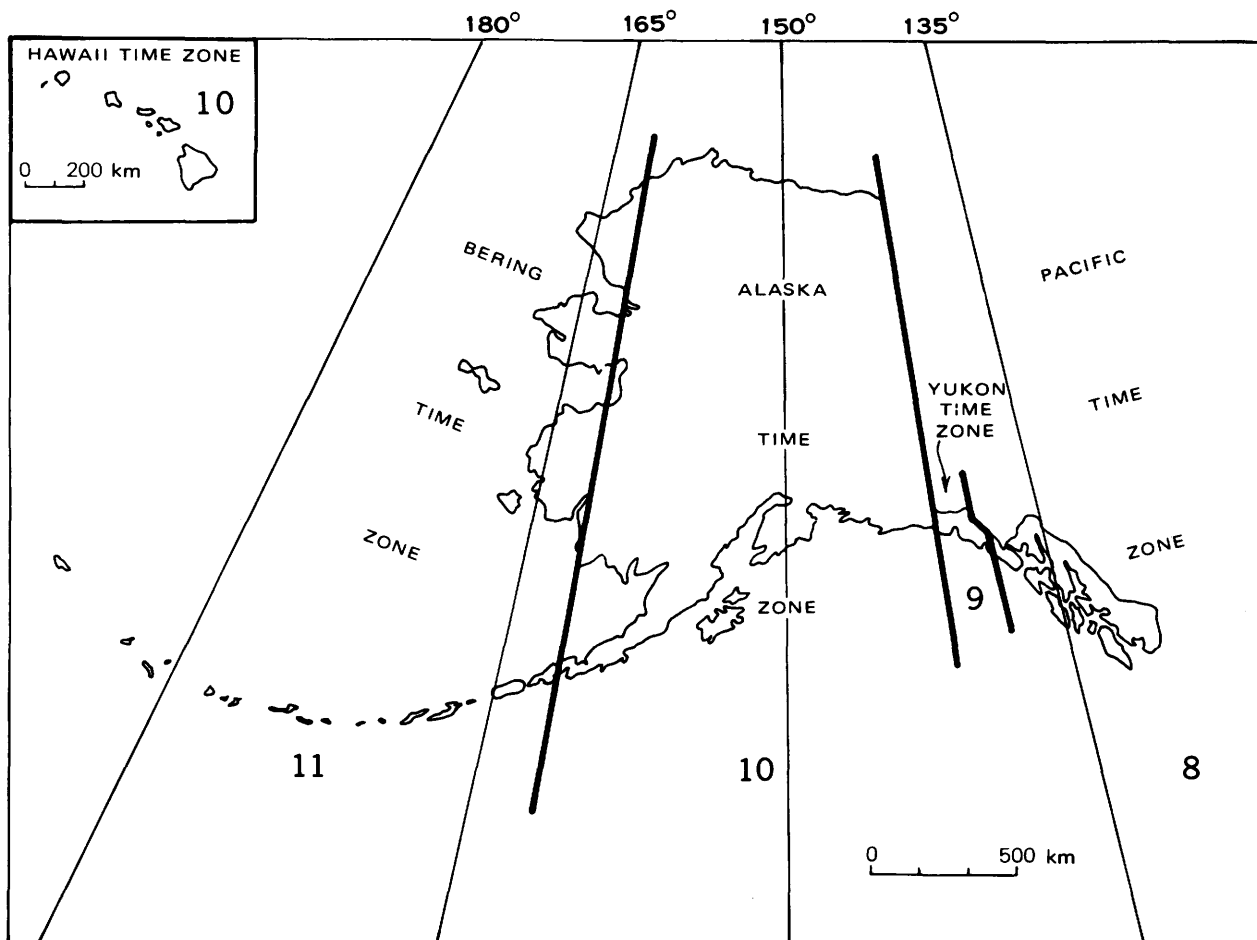 180° 165° 150° 135°
HAWAII TIME ZONE
10
0 200 km
BERING
TIME
ZONE
11
ALASKA
TIME
ZONE
10
YUKON
TIME
ZONE
9
PACIFIC
TIME
ZONE
8
0 500 km